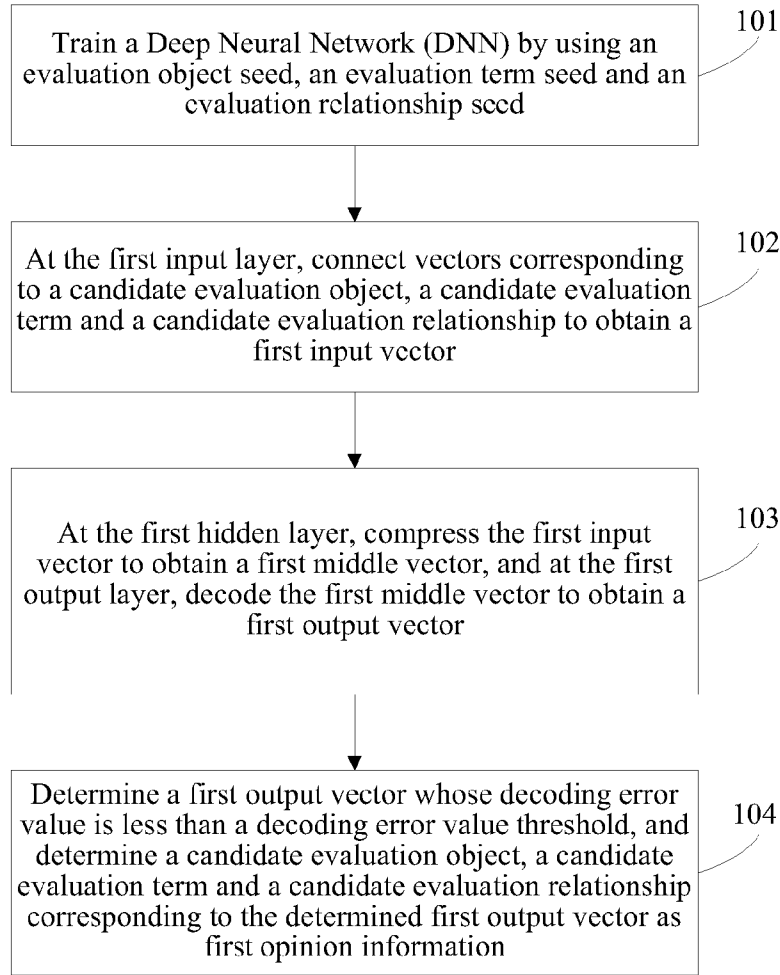 101
Train a Deep Neural Network (DNN) by using an
evaluation object seed, an evaluation term seed and an
evaluation relationship seed
102
At the first input layer, connect vectors corresponding
to a candidate evaluation object, a candidate evaluation
term and a candidate evaluation relationship to obtain a
first input vector
103
At the first hidden layer, compress the first input
vector to obtain a first middle vector, and at the first
output layer, decode the first middle vector to obtain a
first output vector
104
Determine a first output vector whose decoding error
value is less than a decoding error value threshold, and
determine a candidate evaluation object, a candidate
evaluation term and a candidate evaluation relationship
corresponding to the determined first output vector as
first opinion information